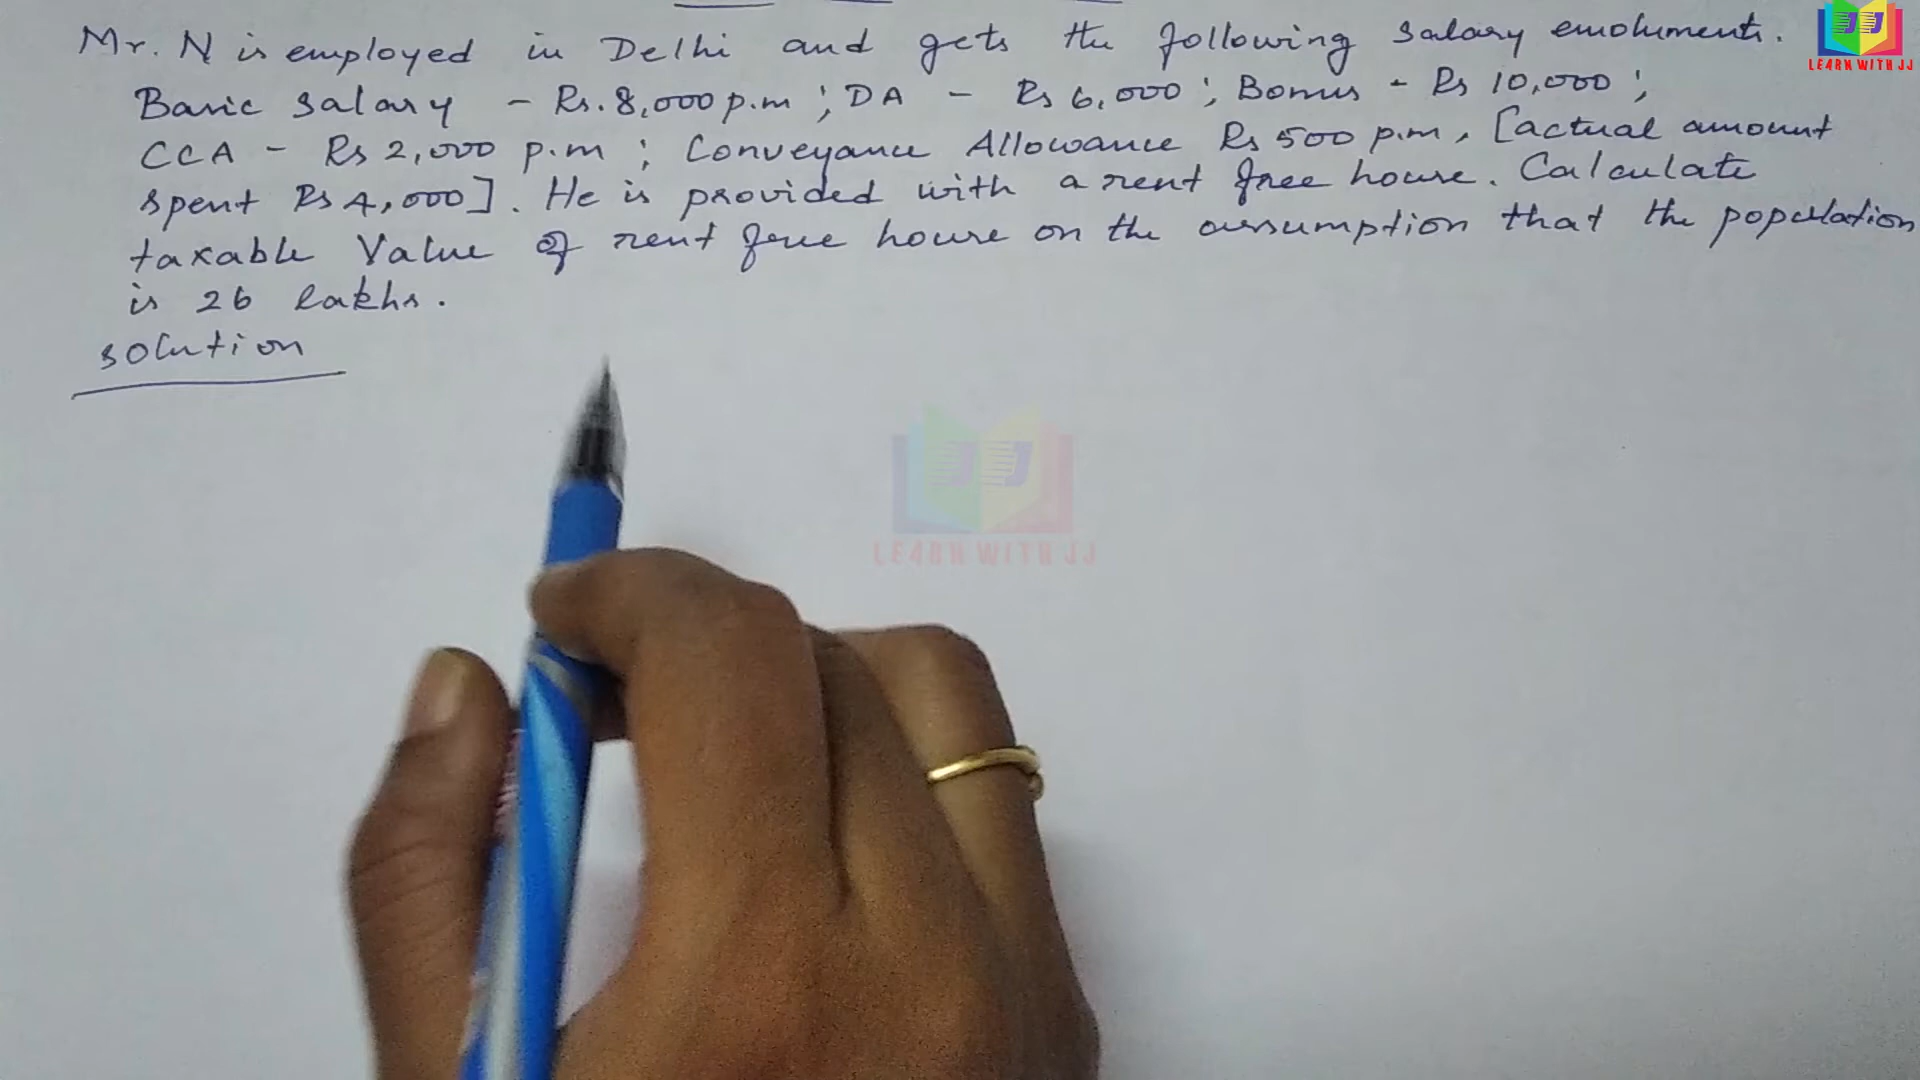 Mr. N is employed in Delhi and gets the following salary emoluments.
Basic salary - Rs. 8,000 p.m ; DA - Rs 6,000 ; Bonus - Rs 10,000 ;
CCA - Rs 2,000 p.m ; Conveyance Allowance Rs 500 p.m, [actual amount
spent Rs 4,000]. He is provided with a rent free house. Calculate
taxable Value of rent free house on the assumption that the population
is 26 lakhs.
solution
LEARN WITH JJ
LEARN WITH JJ